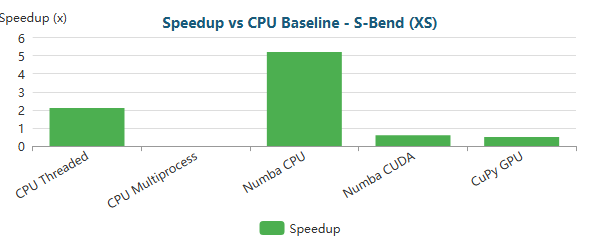 Speedup (x)
Speedup vs CPU Baseline - S-Bend (XS)
6
5
4
3
2
1
0
CPU Threaded
CPU Multiprocess
Numba CPU
Numba CUDA
CuPy GPU
Speedup